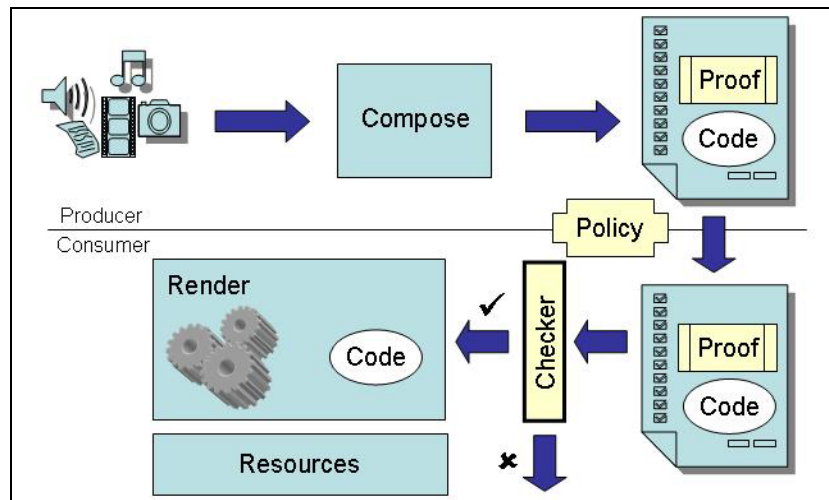 Compose
Proof
Code
Producer
Policy
Consumer
Render
Code
Checker
Proof
Code
Resources